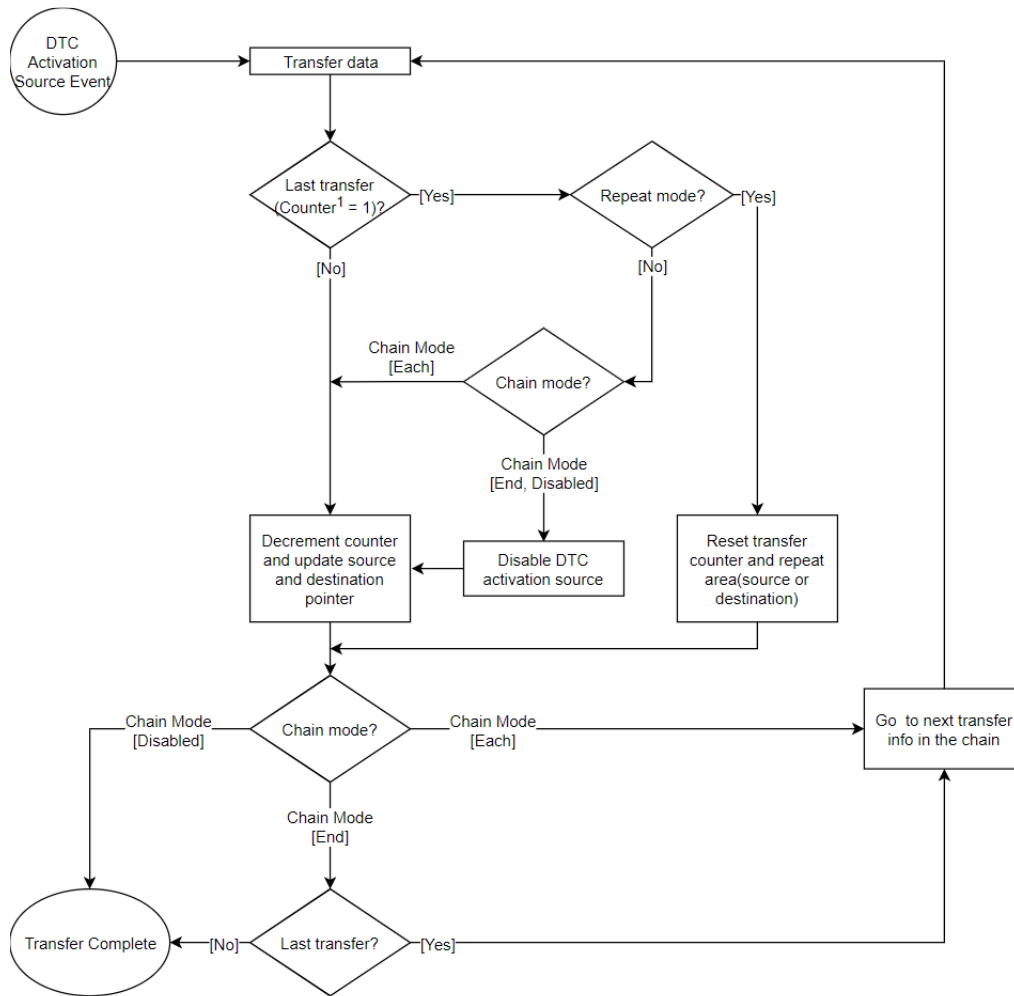 DTC
Activation
Source Event
Transfer data
Last transfer
(Counter¹ = 1)?
[Yes]
Repeat mode?
[Yes]
[No]
[No]
Chain Mode
[Each]
Chain mode?
Chain Mode
[End, Disabled]
Decrement counter
and update source
and destination
pointer
Disable DTC
activation source
Reset transfer
counter and repeat
area(source or
destination)
Chain Mode
[Disabled]
Chain mode?
Chain Mode
[Each]
Go to next transfer
info in the chain
Chain Mode
[End]
Transfer Complete
[No]
Last transfer?
[Yes]